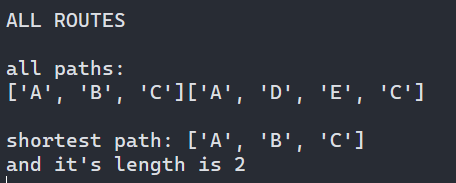 ALL ROUTES
all paths:
['A', 'B', 'C']['A', 'D', 'E', 'C']
shortest path: ['A', 'B', 'C']
and it's length is 2